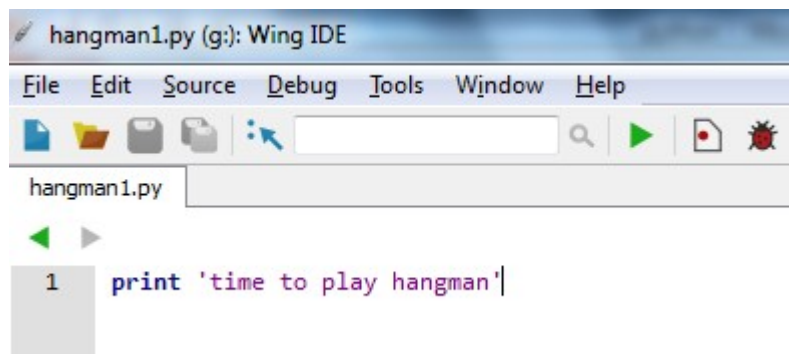 hangman1.py (g:): Wing IDE
File Edit Source Debug Tools Window Help
hangman1.py
1 print 'time to play hangman'